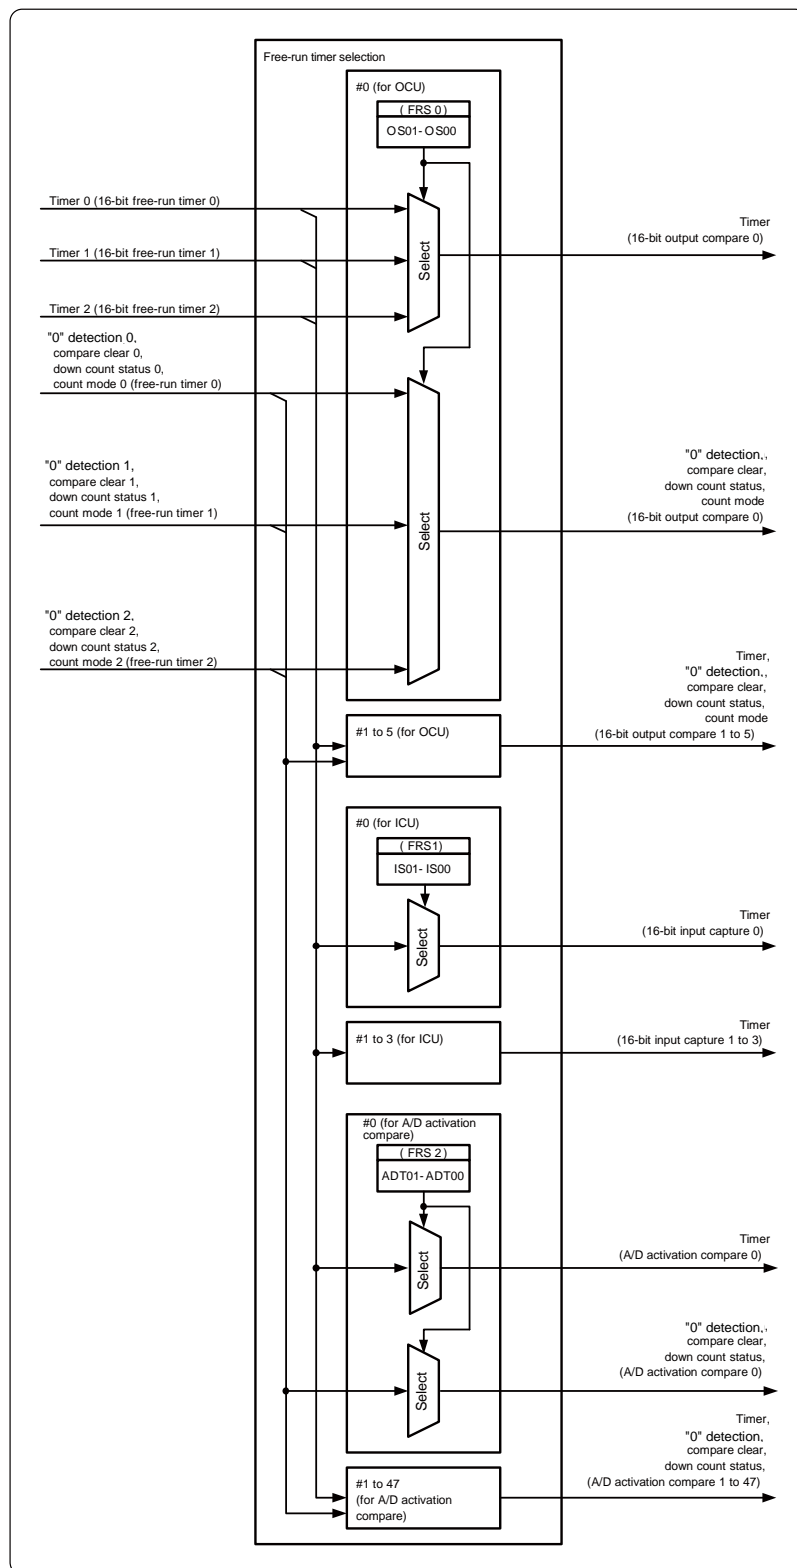 Free-run timer selection
#0 (for OCU)
( FRS 0 )
OS01- OS00
Timer 0 (16-bit free-run timer 0)
Timer 1 (16-bit free-run timer 1)
Timer 2 (16-bit free-run timer 2)
Select
Timer
(16-bit output compare 0)
"0" detection 0,
compare clear 0,
down count status 0,
count mode 0 (free-run timer 0)
"0" detection 1,
compare clear 1,
down count status 1,
count mode 1 (free-run timer 1)
"0" detection 2,
compare clear 2,
down count status 2,
count mode 2 (free-run timer 2)
Select
"0" detection,,
compare clear,
down count status,
count mode
(16-bit output compare 0)
#1 to 5 (for OCU)
Timer,
"0" detection,,
compare clear,
down count status,
count mode
(16-bit output compare 1 to 5)
#0 (for ICU)
( FRS1)
IS01- IS00
Select
Timer
(16-bit input capture 0)
#1 to 3 (for ICU)
Timer
(16-bit input capture 1 to 3)
#0 (for A/D activation
compare)
( FRS 2 )
ADT01- ADT00
Select
Timer
(A/D activation compare 0)
Select
"0" detection,,
compare clear,
down count status,
(A/D activation compare 0)
#1 to 47
(for A/D activation
compare)
Timer,
"0" detection,
compare clear,
down count status,
(A/D activation compare 1 to 47)